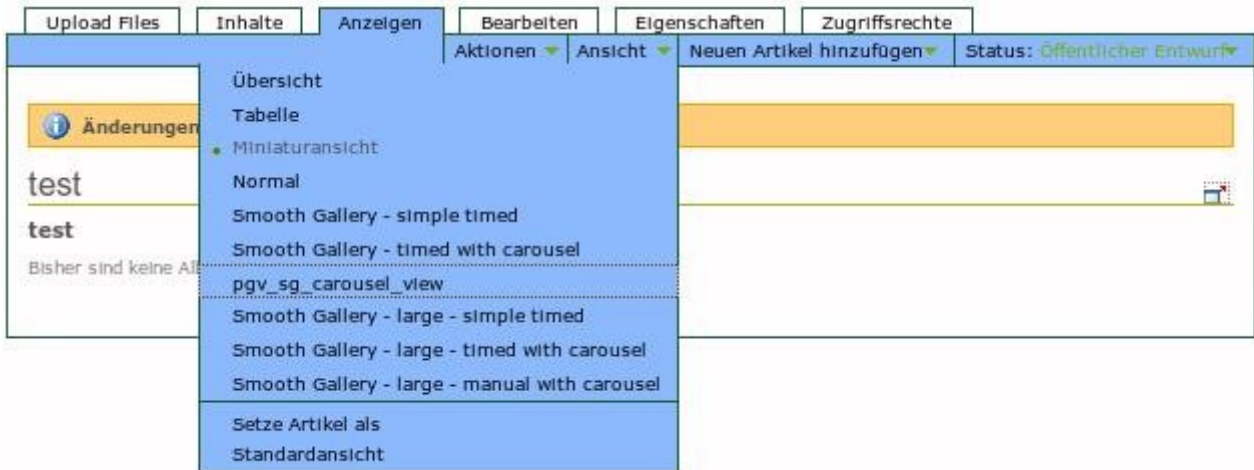 Upload Files Inhalte Anzeigen Bearbeiten Eigenschaften Zugriffsrechte
Aktionen Ansicht Neuen Artikel hinzufügen Status: Öffentlicher Entwurf
Übersicht
Tabelle
Änderungen
Miniaturansicht
test
Normal
Smooth Gallery - simple timed
test
Smooth Gallery - timed with carousel
Bisher sind keine
pgv_sg_carousel_view
Smooth Gallery - large - simple timed
Smooth Gallery - large - timed with carousel
Smooth Gallery - large - manual with carousel
Setze Artikel als
Standardansicht